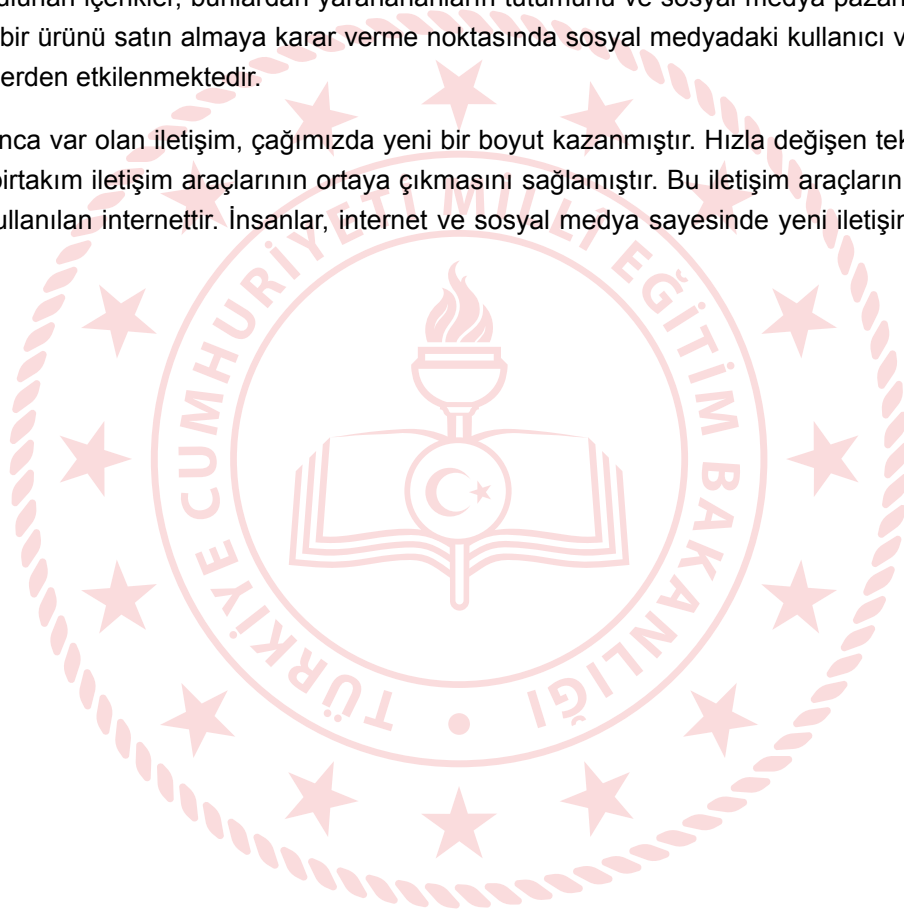 ulunan içerikler, bunlardan yararlananların tutumunu ve sosyal medya pazar
bir ürünü satın almaya karar verme noktasında sosyal medyadaki kullanıcı v
lerden etkilenmektedir.
nca var olan iletişim, çağımızda yeni bir boyut kazanmıştır. Hızla değişen tek
birtakım iletişim araçlarının ortaya çıkmasını sağlamıştır. Bu iletişim araçların
ullanılan internettir. İnsanlar, internet ve sosyal medya sayesinde yeni iletişim
TÜRKİYE CUMHURİYETİ MİLLÎ EĞİTİM BAKANLIĞI